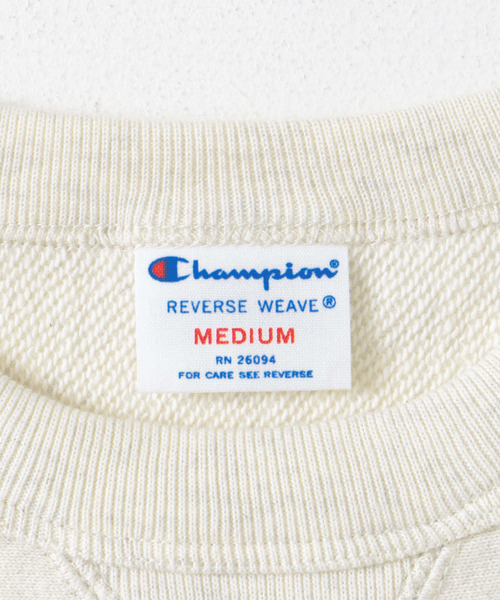 Champion®
REVERSE WEAVE®
MEDIUM
RN 26094
FOR CARE SEE REVERSE